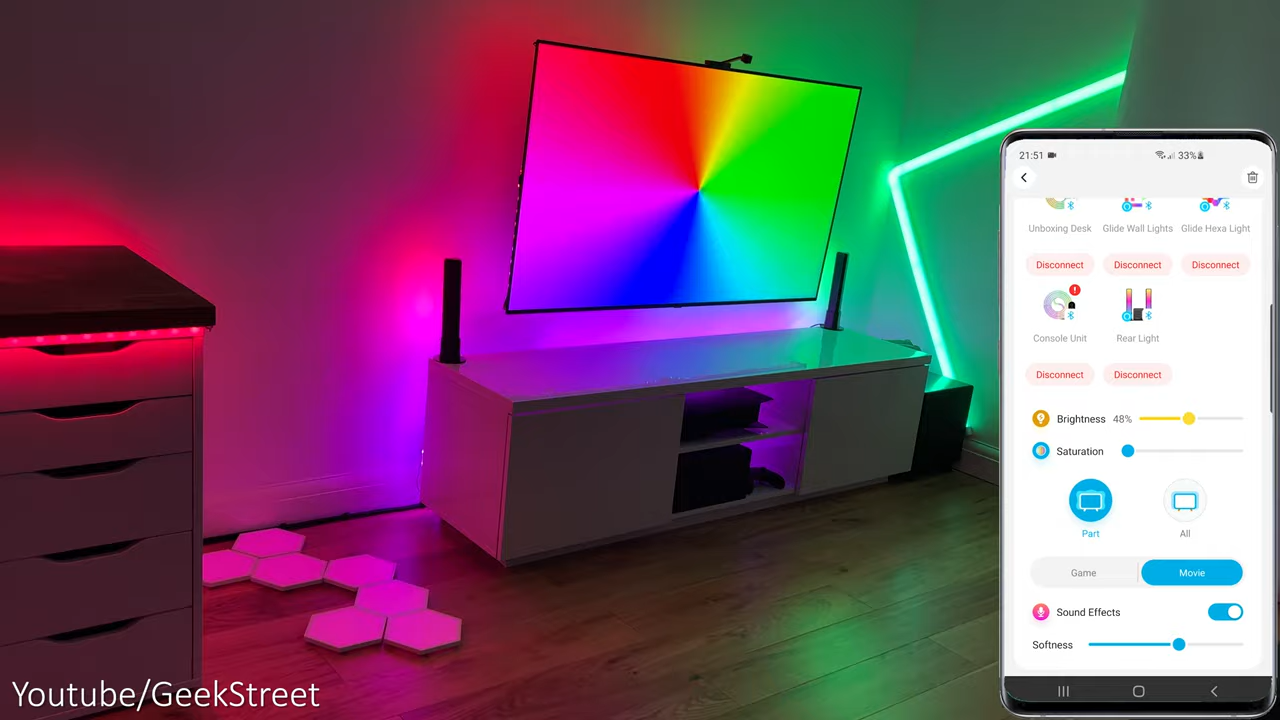 21:51
33%
Unboxing Desk
Glide Wall Lights
Glide Hexa Light
Disconnect
Disconnect
Disconnect
Console Unit
Rear Light
Disconnect
Disconnect
Brightness 48%
Saturation
Part
All
Game
Movie
Sound Effects
Softness
Youtube/GeekStreet